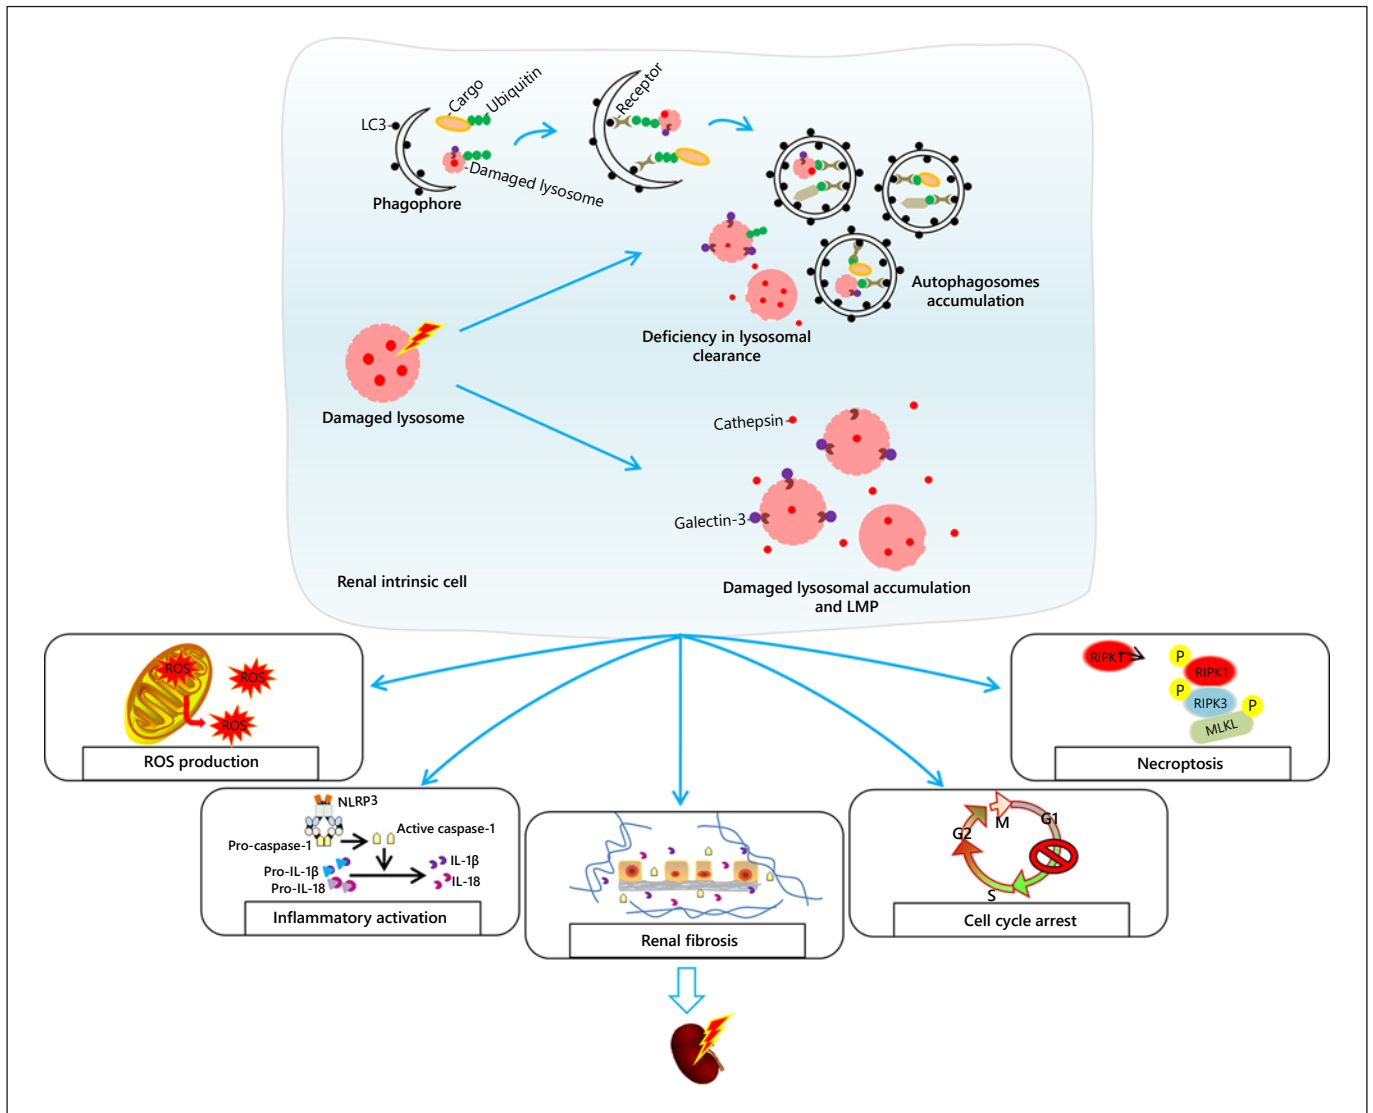 Cargo
Ubiquitin
Receptor
LC3
Damaged lysosome
Phagophore
Autophagosomes
accumulation
Deficiency in lysosomal
clearance
Damaged lysosome
Cathepsin
Galectin-3
Renal intrinsic cell
Damaged lysosomal accumulation
and LMP
ROS
ROS
ROS
ROS production
RIPK1
P
RIPK1
P
RIPK3
P
MLKL
Necroptosis
NLRP3
Pro-caspase-1
Active caspase-1
Pro-IL-1β
Pro-IL-18
IL-1β
IL-18
Inflammatory activation
Renal fibrosis
M
G1
G2
S
Cell cycle arrest